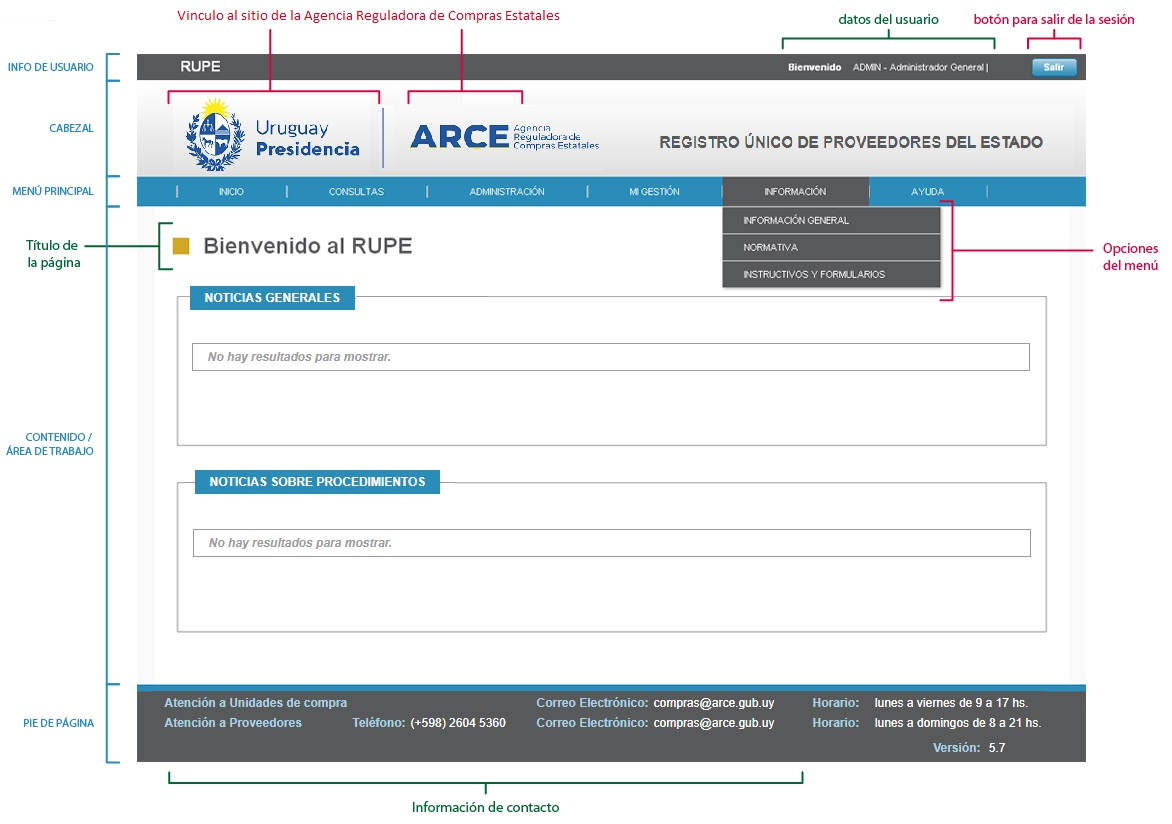 Vinculo al sitio de la Agencia Reguladora de Compras Estatales
datos del usuario
botón para salir de la sesión
INFO DE USUARIO
RUPE
Bienvenido ADMIN - Administrador General |
Salir
CABEZAL
Uruguay
Presidencia
ARCE
Agencia
Reguladora de
Compras Estatales
REGISTRO ÚNICO DE PROVEEDORES DEL ESTADO
MENÚ PRINCIPAL
| INICIO | CONSULTAS | ADMINISTRACIÓN | MI GESTIÓN | INFORMACIÓN | AYUDA |
INFORMACIÓN GENERAL
NORMATIVA
INSTRUCTIVOS Y FORMULARIOS
Opciones
del menú
Título de
la página
Bienvenido al RUPE
NOTICIAS GENERALES
No hay resultados para mostrar.
CONTENIDO /
ÁREA DE TRABAJO
NOTICIAS SOBRE PROCEDIMIENTOS
No hay resultados para mostrar.
PIE DE PÁGINA
Atención a Unidades de compra Correo Electrónico: compras@arce.gub.uy Horario: lunes a viernes de 9 a 17 hs.
Atención a Proveedores Teléfono: (+598) 2604 5360 Correo Electrónico: compras@arce.gub.uy Horario: lunes a domingos de 8 a 21 hs.
Versión: 5.7
Información de contacto